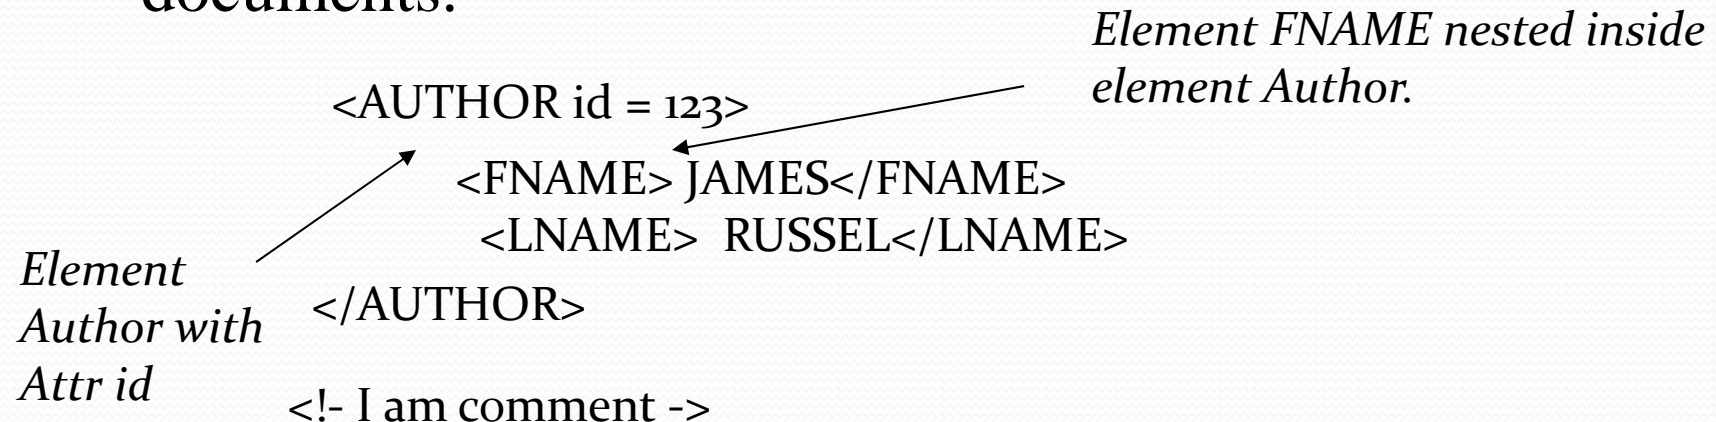 documents.
Element FNAME nested inside
element Author.
<AUTHOR id = 123>
<FNAME> JAMES</FNAME>
<LNAME> RUSSEL</LNAME>
</AUTHOR>
Element
Author with
Attr id
<!- I am comment ->